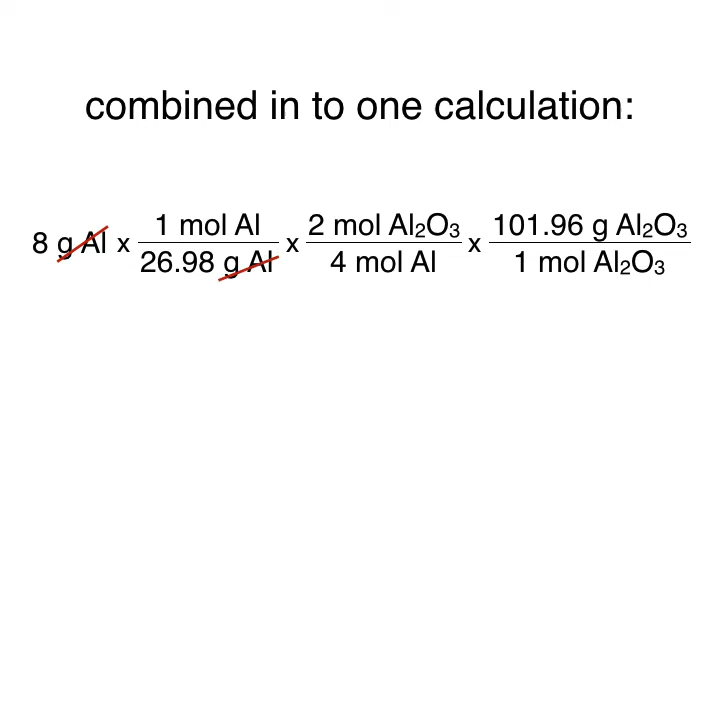 combined in to one calculation:
8 g Al x 1 mol Al / 26.98 g Al x 2 mol Al₂O₃ / 4 mol Al x 101.96 g Al₂O₃ / 1 mol Al₂O₃